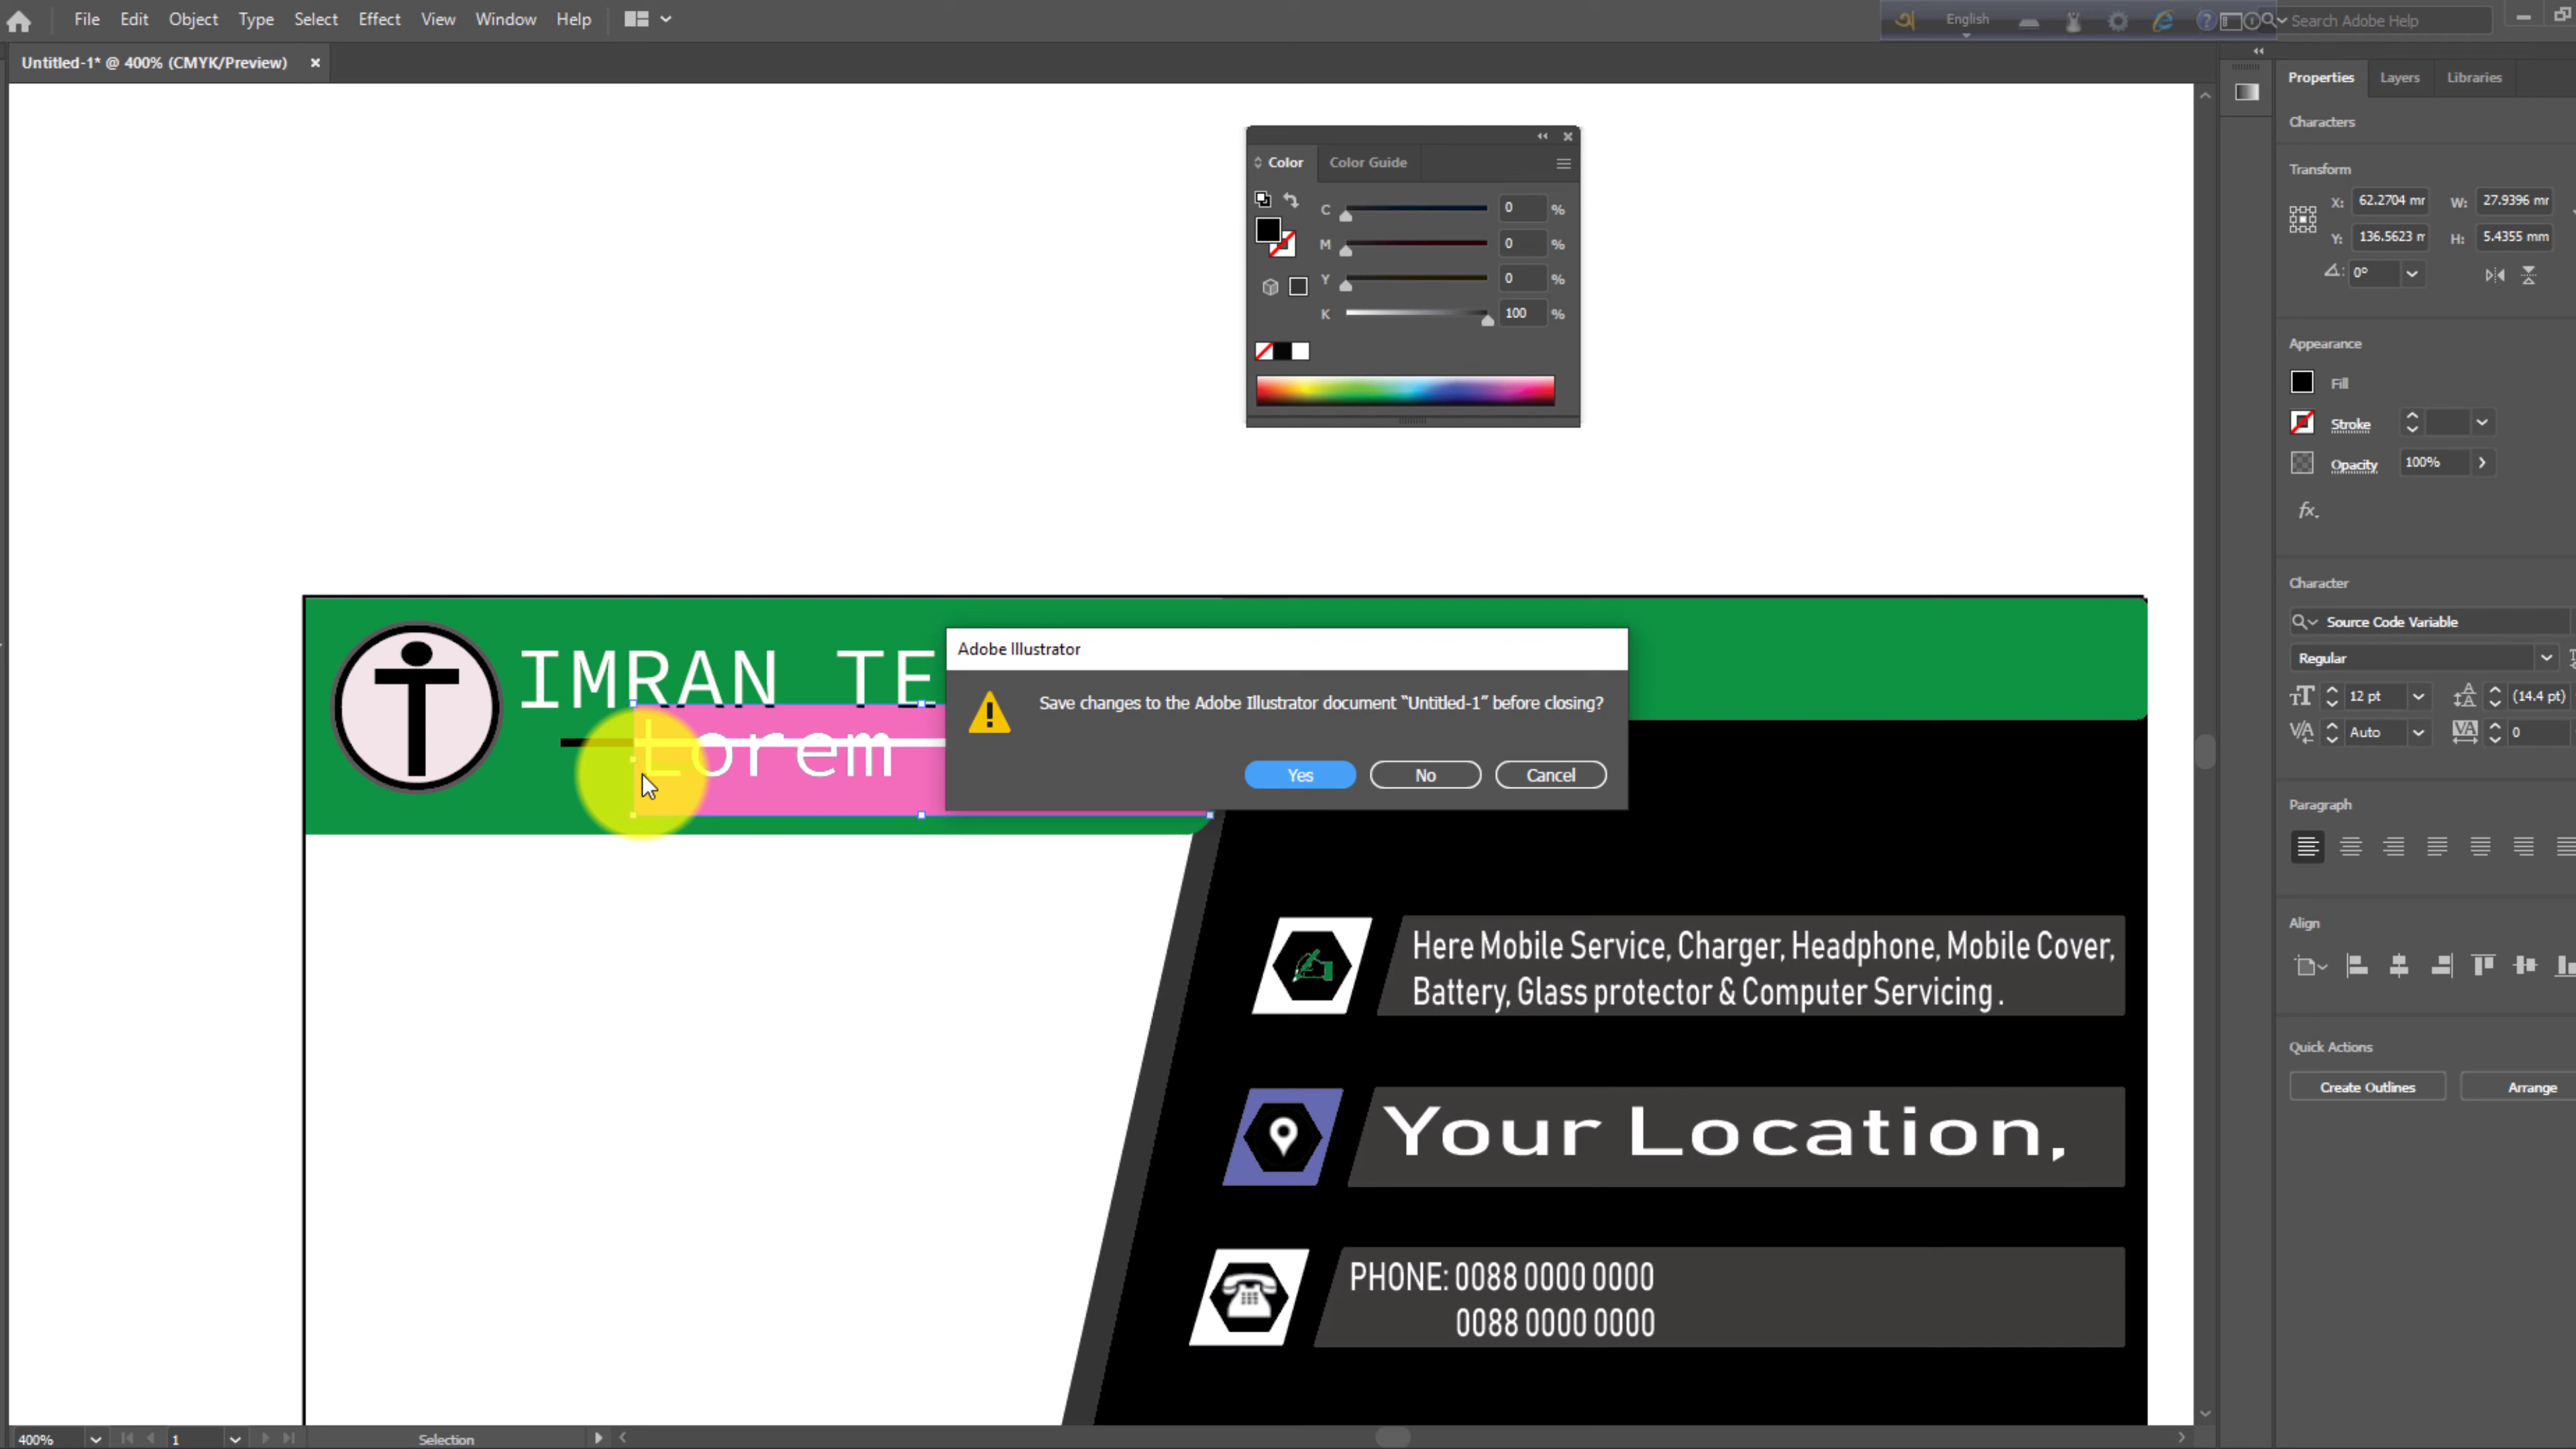 File Edit Object Type Select Effect View Window Help
English
Search Adobe Help
Untitled-1* @ 400% (CMYK/Preview) ×
Properties Layers Libraries
Characters
Transform
X: 62.2704 mr W: 27.9396 mr
Y: 136.5623 r H: 5.4355 mm
0°
Color Color Guide
C 0 %
M 0 %
Y 0 %
K 100 %
Appearance
Fill
Stroke
Opacity 100%
fx.
Character
Source Code Variable
Regular
12 pt (14.4 pt)
Auto 0
Paragraph
Align
Quick Actions
Create Outlines Arrange
Adobe Illustrator
Save changes to the Adobe Illustrator document “Untitled-1” before closing?
Yes No Cancel
IMRAN TE
Lorem
Here Mobile Service, Charger, Headphone, Mobile Cover,
Battery, Glass protector & Computer Servicing .
Your Location,
PHONE: 0088 0000 0000
0088 0000 0000
400% 1 Selection